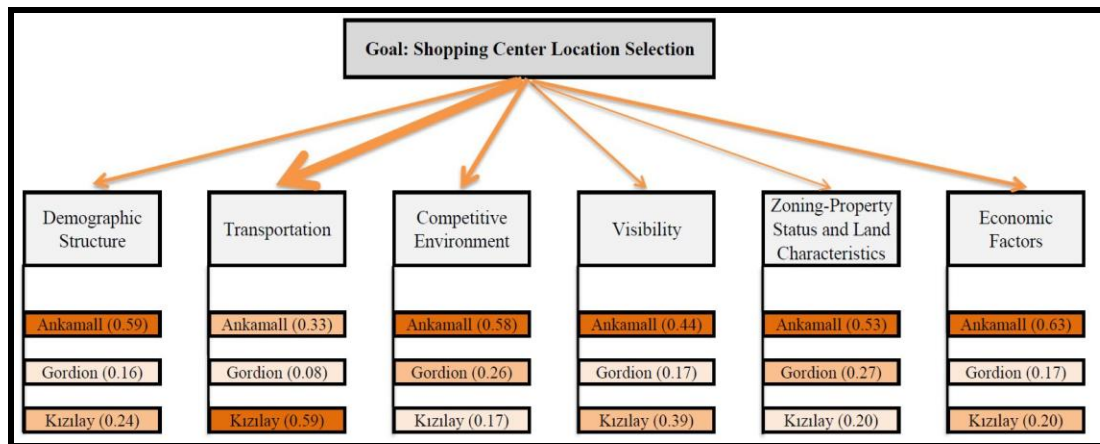 Goal: Shopping Center Location Selection
Demographic
Structure
Transportation
Competitive
Environment
Visibility
Zoning-Property
Status and Land
Characteristics
Economic
Factors
Ankamall (0.59)
Ankamall (0.33)
Ankamall (0.58)
Ankamall (0.44)
Ankamall (0.53)
Ankamall (0.63)
Gordion (0.16)
Gordion (0.08)
Gordion (0.26)
Gordion (0.17)
Gordion (0.27)
Gordion (0.17)
Kızılay (0.24)
Kızılay (0.59)
Kızılay (0.17)
Kızılay (0.39)
Kızılay (0.20)
Kızılay (0.20)